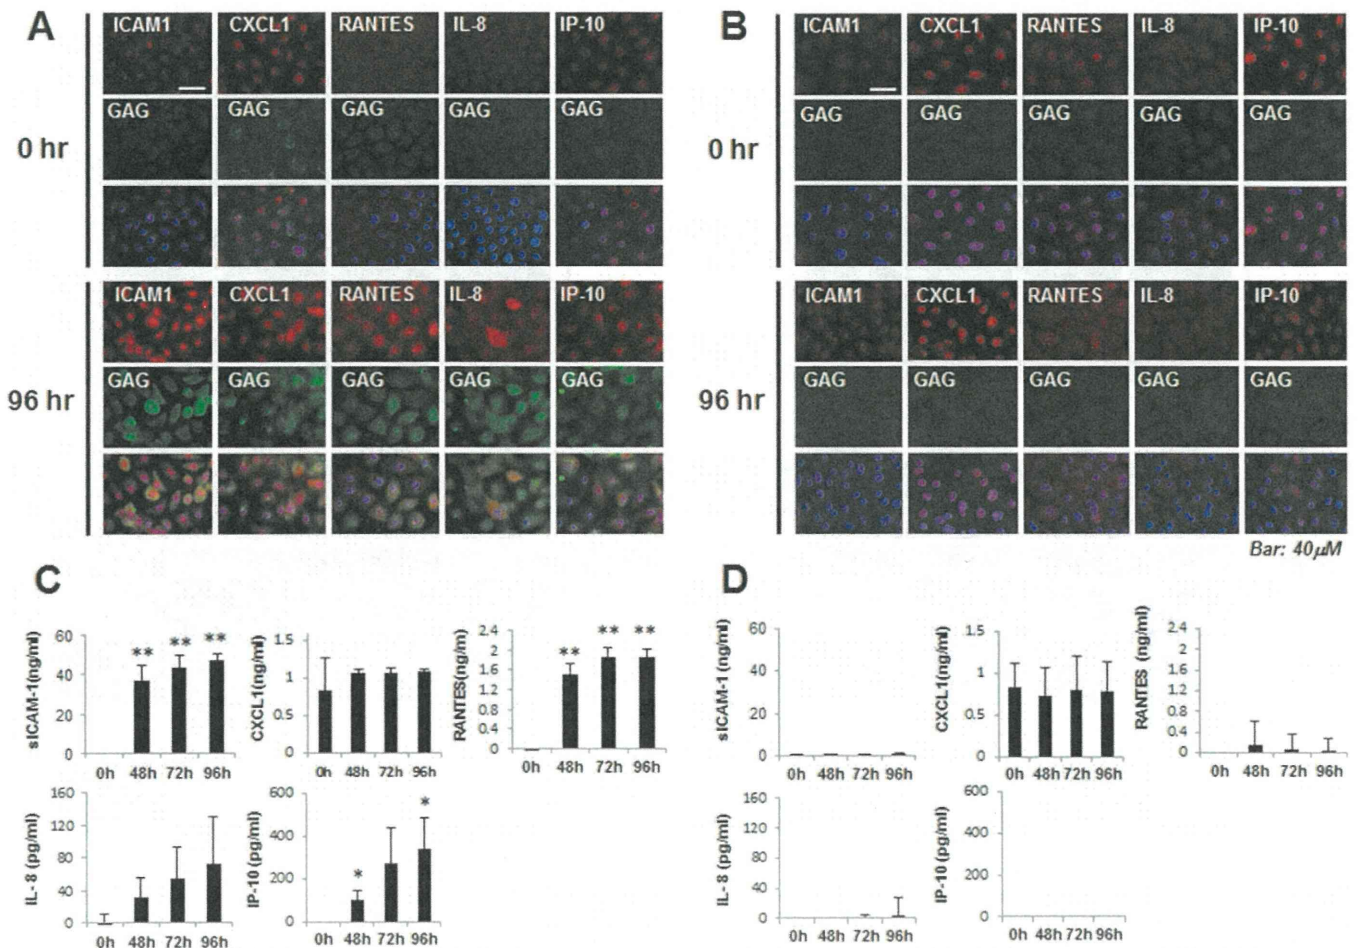 A
ICAM1 CXCL1 RANTES IL-8 IP-10
GAG GAG GAG GAG GAG
0 hr
ICAM1 CXCL1 RANTES IL-8 IP-10
GAG GAG GAG GAG GAG
96 hr
B
ICAM1 CXCL1 RANTES IL-8 IP-10
GAG GAG GAG GAG GAG
0 hr
ICAM1 CXCL1 RANTES IL-8 IP-10
GAG GAG GAG GAG GAG
96 hr
Bar: 40µM
C
sICAM-1(ng/ml)
60
40
20
0
** ** **
0h 48h 72h 96h
CXCL1(ng/ml)
1.5
1
0.5
0
0h 48h 72h 96h
RANTES(ng/ml)
2.4
2
1.6
1.2
0.8
0.4
0
** ** **
0h 48h 72h 96h
IL-8 (pg/ml)
160
120
80
40
0
0h 48h 72h 96h
IP-10 (pg/ml)
600
400
200
0
* *
0h 48h 72h 96h
D
sICAM-1 (ng/ml)
60
40
20
0
0h 48h 72h 96h
CXCL1(ng/ml)
1.5
1
0.5
0
0h 48h 72h 96h
RANTES (ng/ml)
2.4
2
1.6
1.2
0.8
0.4
0
0h 48h 72h 96h
IL-8 (pg/ml)
160
120
80
40
0
0h 48h 72h 96h
IP-10 (pg/ml)
600
400
200
0
0h 48h 72h 96h